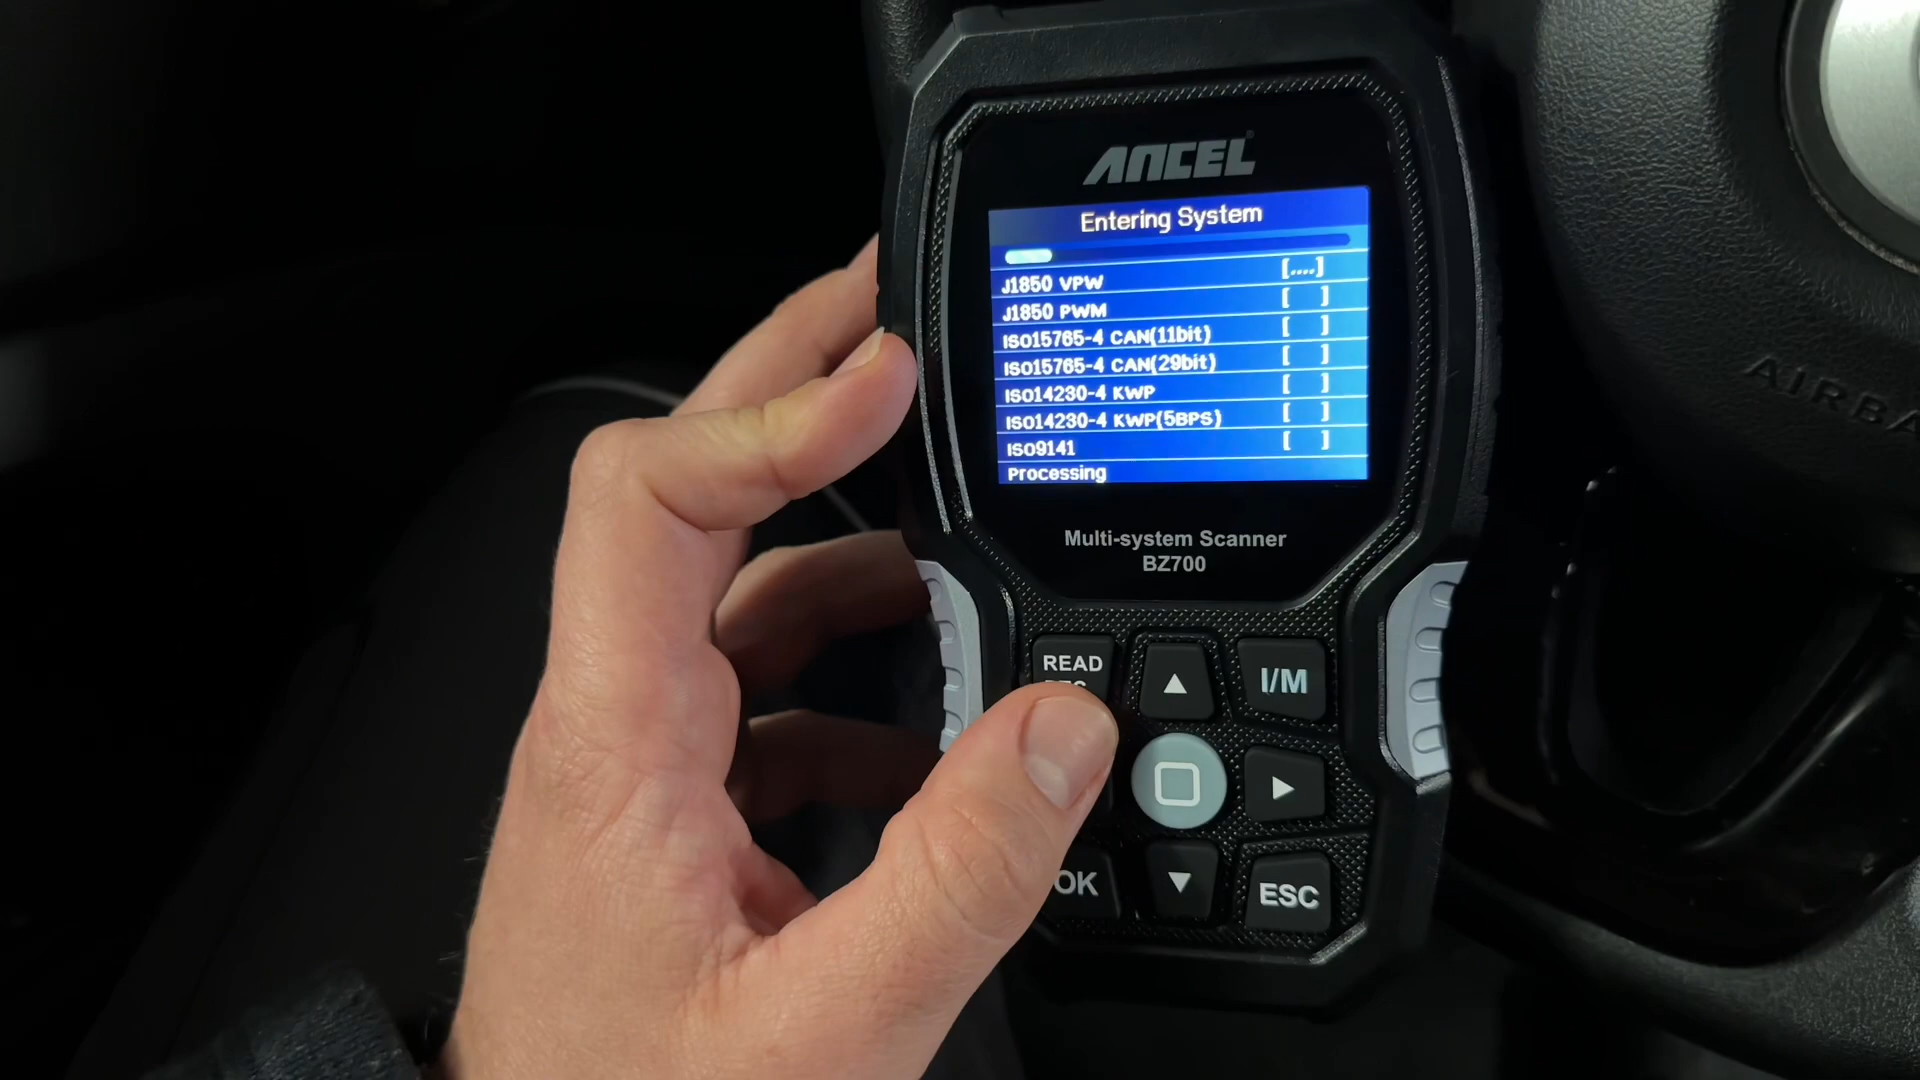 ANCEL
Entering System
J1850 VPW [....]
J1850 PWM [ ]
ISO15765-4 CAN(11bit) [ ]
ISO15765-4 CAN(29bit) [ ]
ISO14230-4 KWP [ ]
ISO14230-4 KWP(5BPS) [ ]
ISO9141 [ ]
Processing
Multi-system Scanner
BZ700
READ
I/M
OK
ESC